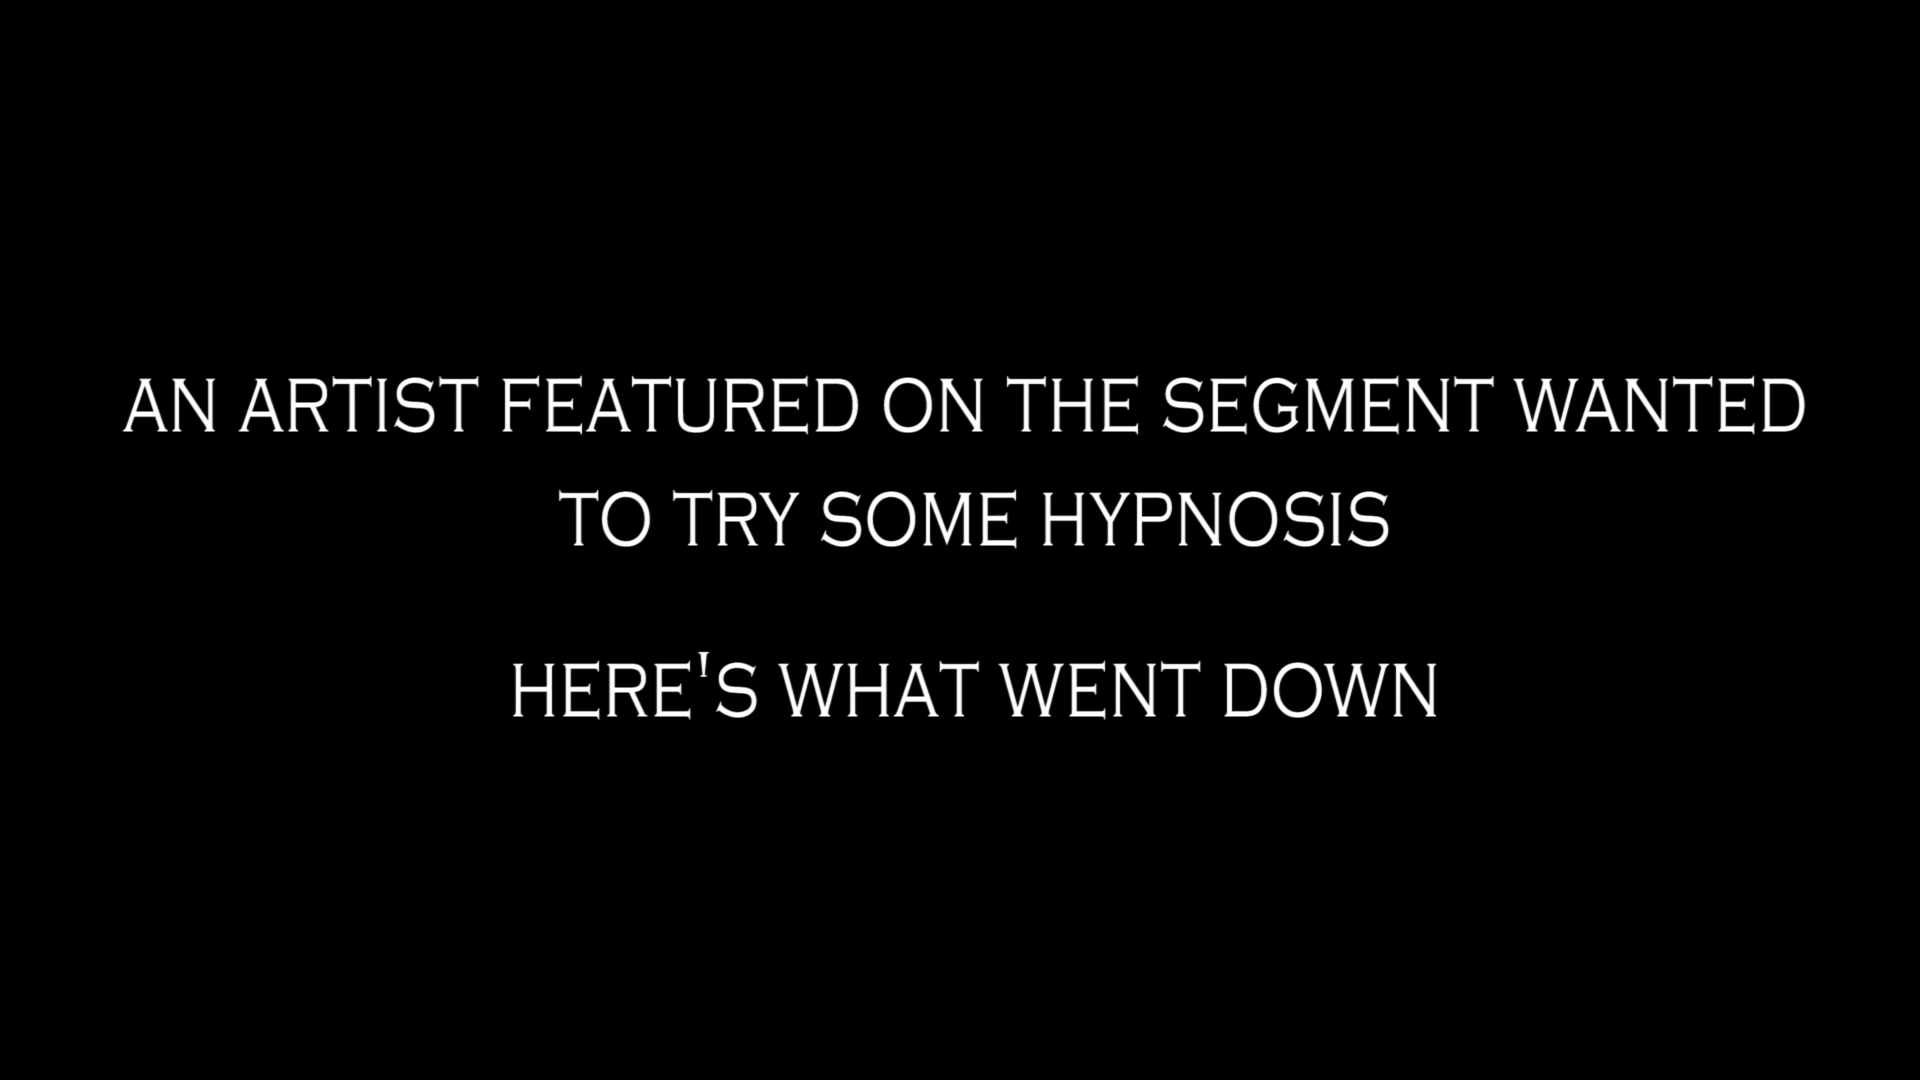 AN ARTIST FEATURED ON THE SEGMENT WANTED
TO TRY SOME HYPNOSIS
HERE'S WHAT WENT DOWN